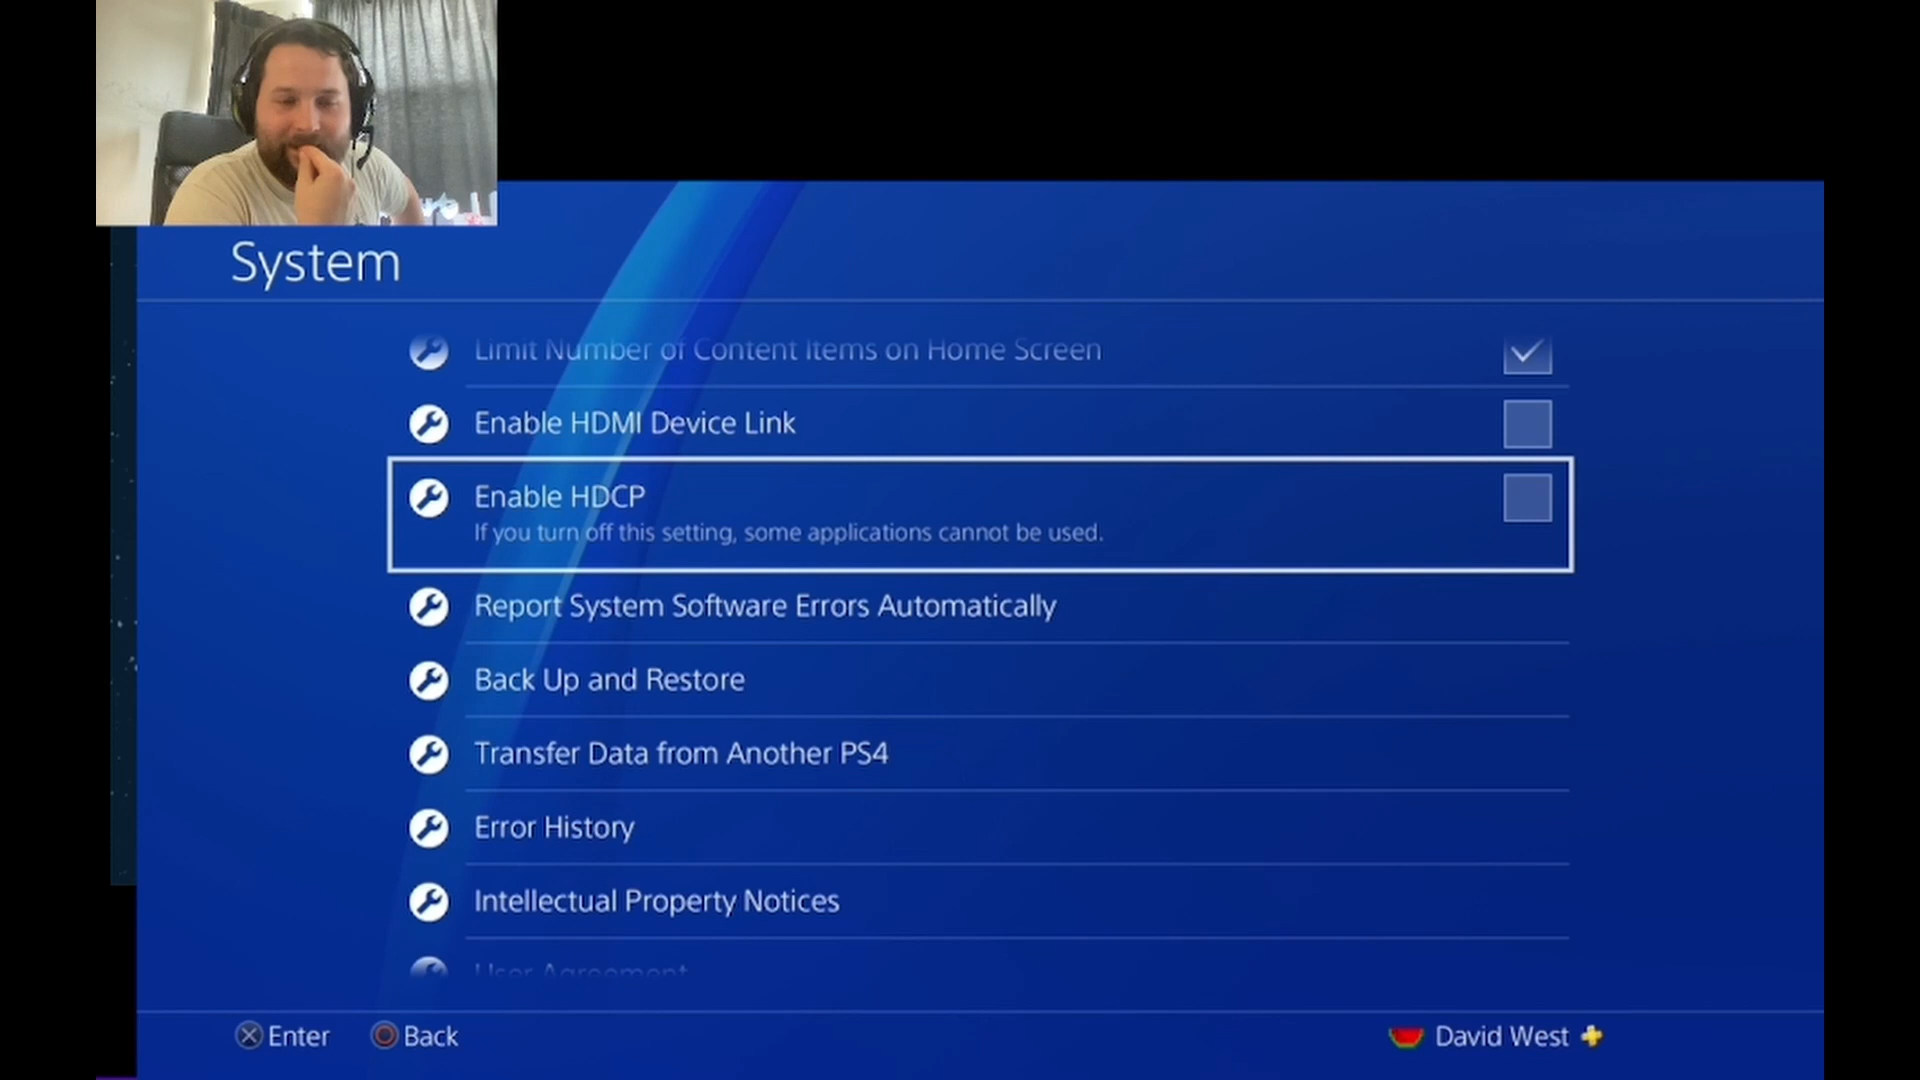 System
Limit Number of Content Items on Home Screen
Enable HDMI Device Link
Enable HDCP
If you turn off this setting, some applications cannot be used.
Report System Software Errors Automatically
Back Up and Restore
Transfer Data from Another PS4
Error History
Intellectual Property Notices
User Agreement
Enter Back David West